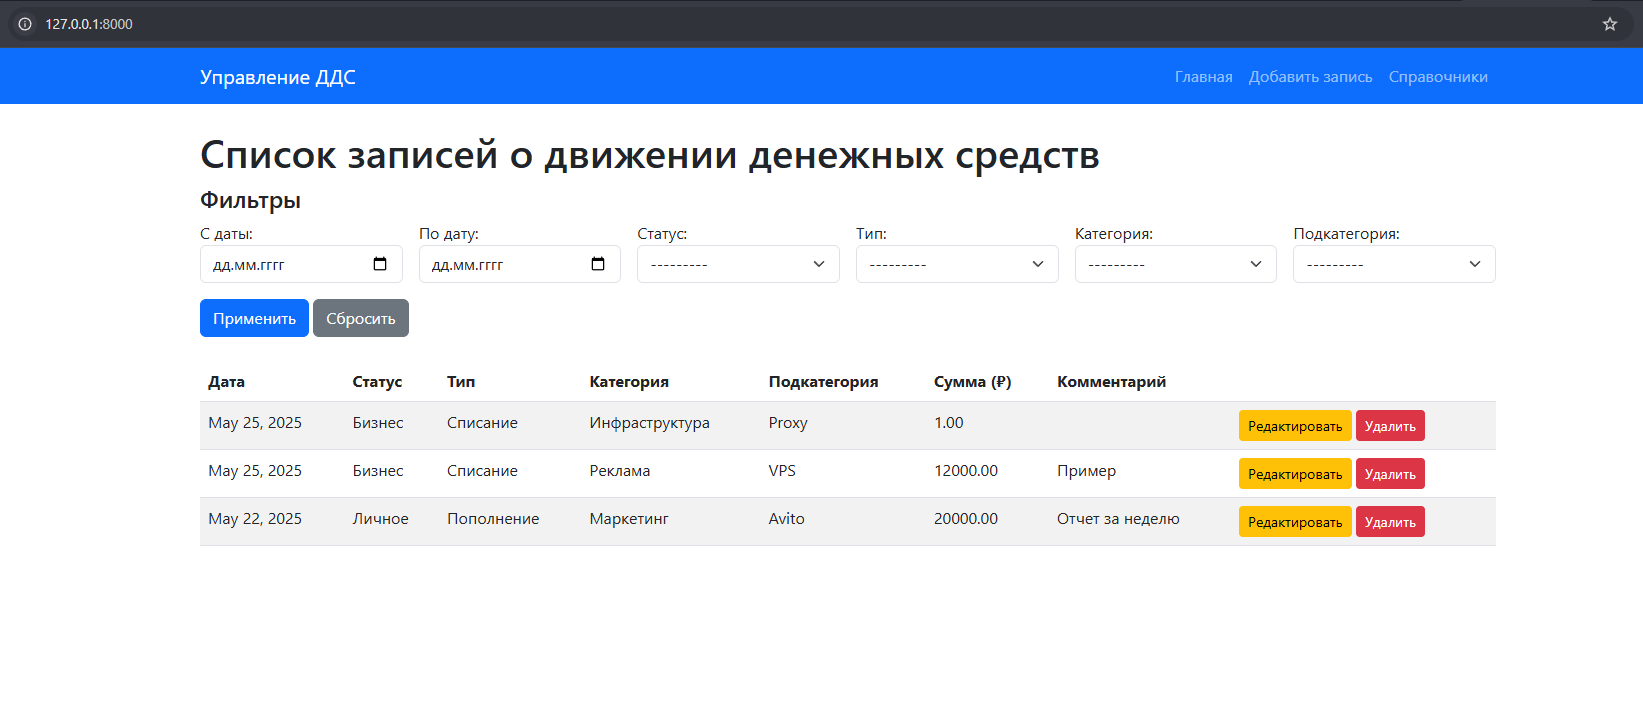 127.0.0.1:8000
Управление ДДС Главная Добавить запись Справочники
Список записей о движении денежных средств
Фильтры
С даты: По дату: Статус: Тип: Категория: Подкатегория:
дд.мм.гггг дд.мм.гггг --------- --------- --------- ---------
Применить Сбросить
Дата Статус Тип Категория Подкатегория Сумма (₽) Комментарий
May 25, 2025 Бизнес Списание Инфраструктура Proxy 1.00 Редактировать Удалить
May 25, 2025 Бизнес Списание Реклама VPS 12000.00 Пример Редактировать Удалить
May 22, 2025 Личное Пополнение Маркетинг Avito 20000.00 Отчет за неделю Редактировать Удалить